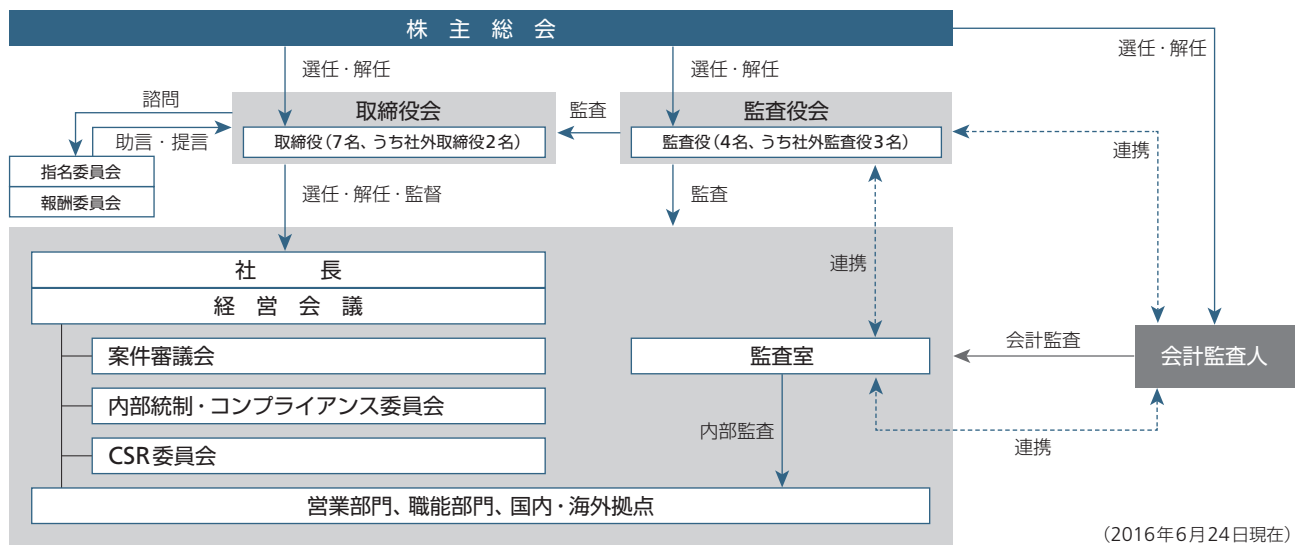 株主総会
選任・解任
選任・解任
選任・解任
諮問
取締役会
監査
監査役会
助言・提言
取締役（7名、うち社外取締役2名）
監査役（4名、うち社外監査役3名）
連携
指名委員会
報酬委員会
選任・解任・監督
監査
社長
連携
経営会議
案件審議会
監査室
会計監査
会計監査人
内部統制・コンプライアンス委員会
内部監査
連携
CSR委員会
営業部門、職能部門、国内・海外拠点
（2016年6月24日現在）